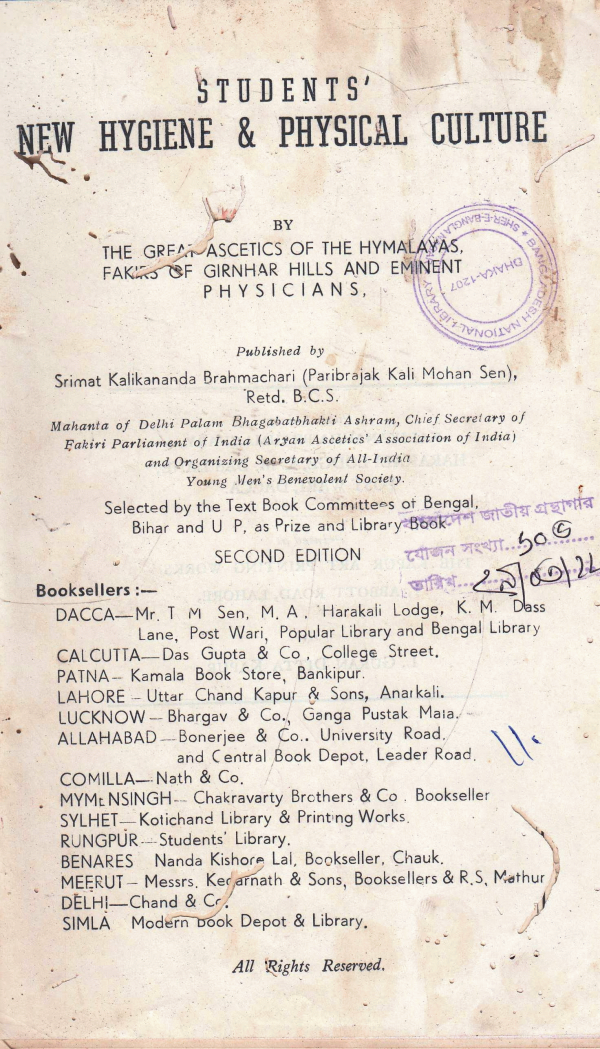 STUDENTS'
NEW HYGIENE & PHYSICAL CULTURE
BY
THE GREAT ASCETICS OF THE HYMALAYAS,
FAKIRS OF GIRNHAR HILLS AND EMINENT
PHYSICIANS,
BANGLADESH NATIONAL LIBRARY
SHER-E-BANGLA
DHAKA-1207
Published by
Srimat Kalikananda Brahmachari (Paribrajak Kali Mohan Sen),
Retd. B.C.S.
Mahanta of Delhi Palam Bhagabatbhakti Ashram, Chief Secretary of
Fakiri Parliament of India (Aryan Ascetics' Association of India)
and Organizing Secretary of All-India
Young Men's Benevolent Society.
Selected by the Text Book Committees of Bengal,
Bihar and U P, as Prize and Library Book
জাতীয় গ্রন্থাগার
SECOND EDITION
যোজন সংখ্যা
তারিখ
Booksellers :—
DACCA—Mr. T M Sen, M. A. Harakali Lodge, K. M. Dass
Lane, Post Wari, Popular Library and Bengal Library
CALCUTTA—Das Gupta & Co, College Street.
PATNA- Kamala Book Store, Bankipur.
LAHORE - Uttar Chand Kapur & Sons, Anarkali.
LUCKNOW – Bhargav & Co., Ganga Pustak Mala.
ALLAHABAD – Bonerjee & Co.. University Road.
and Central Book Depot, Leader Road.
COMILLA—Nath & Co.
MYMENSINGH-- Chakravarty Brothers & Co . Bookseller
SYLHET—Kotichand Library & Printing Works.
RUNGPUR—Students' Library.
BENARES Nanda Kishore Lal, Bookseller, Chauk.
MEERUT– Messrs. Kedarnath & Sons, Booksellers & R.S, Mathur
DELHI—Chand & Co.
SIMLA Modern Book Depot & Library.
All Rights Reserved.